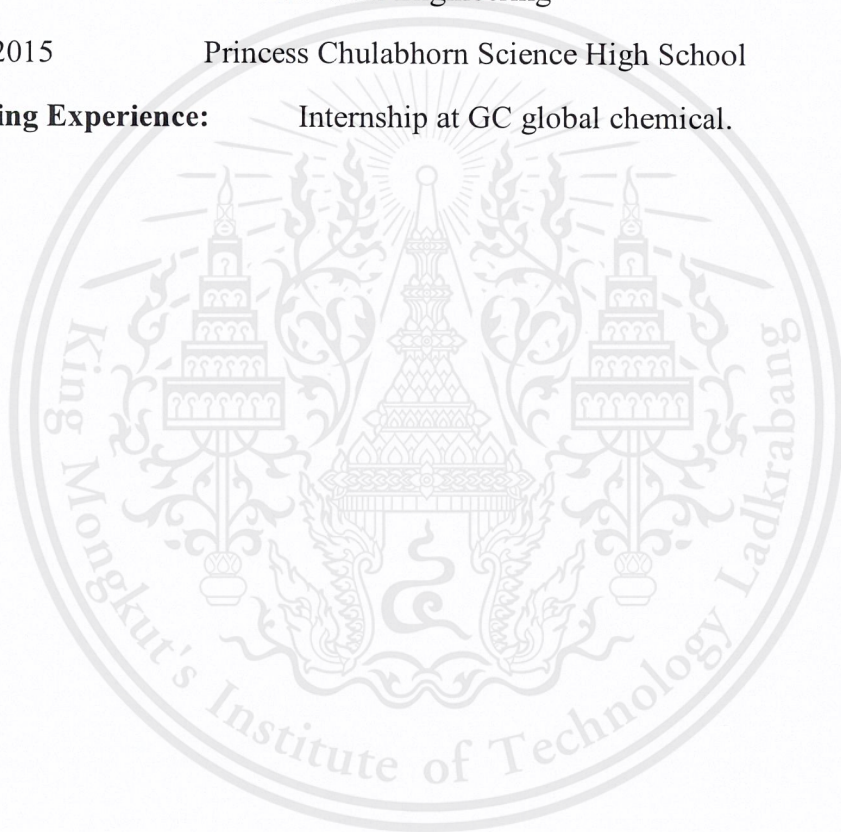 2015 Princess Chulabhorn Science High School
ing Experience: Internship at GC global chemical.
King Mongkut's Institute of Technology Ladkrabang